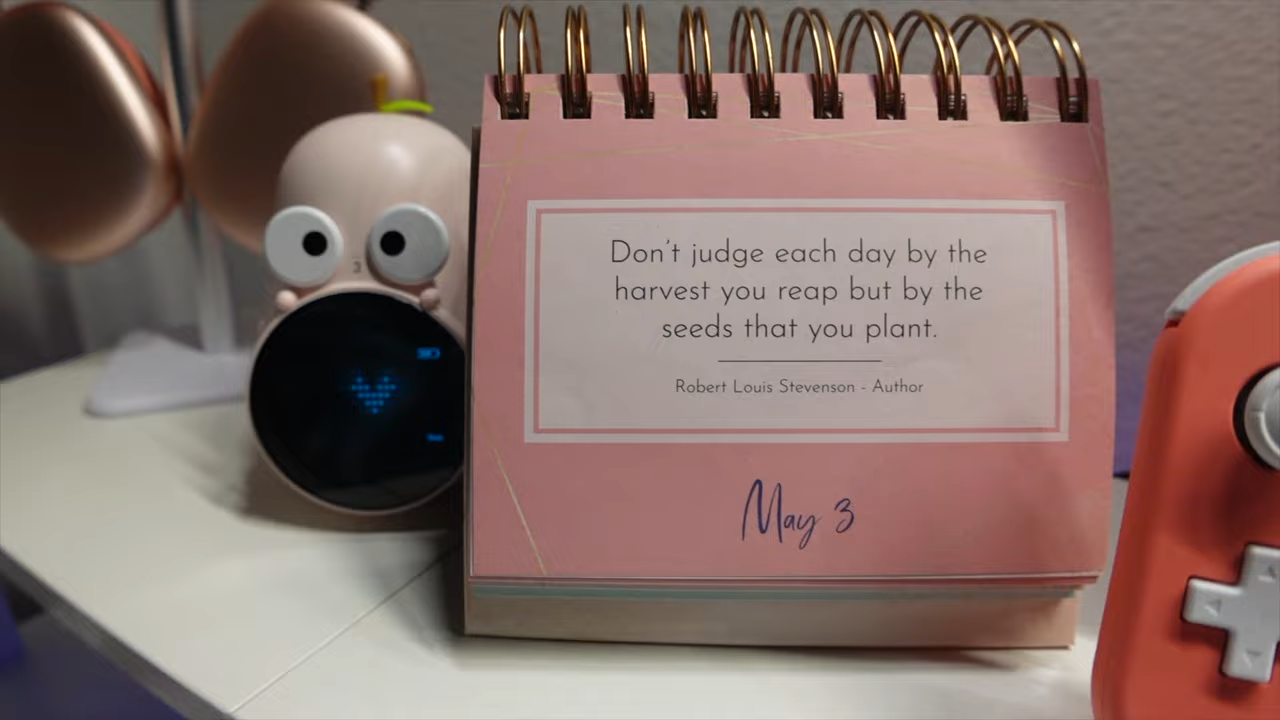 Don't judge each day by the
harvest you reap but by the
seeds that you plant.
Robert Louis Stevenson - Author
May 3